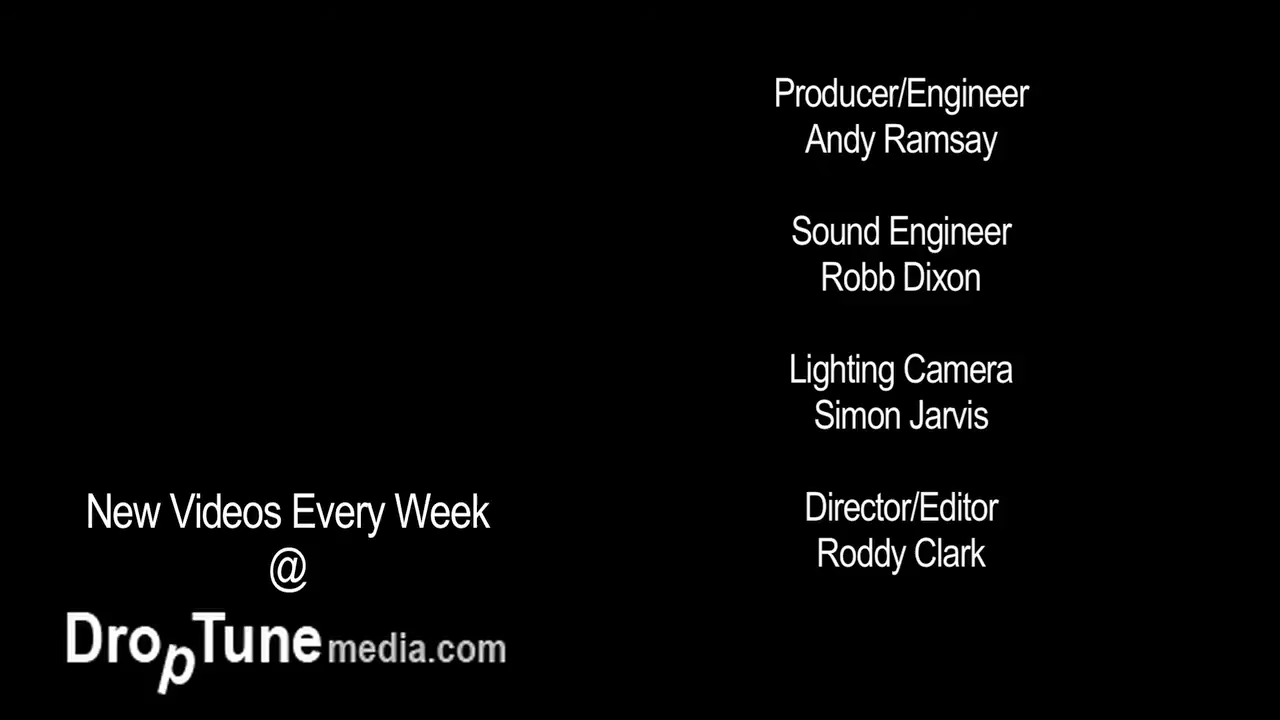 Producer/Engineer
Andy Ramsay
Sound Engineer
Robb Dixon
Lighting Camera
Simon Jarvis
Director/Editor
Roddy Clark
New Videos Every Week
@
DropTunemedia.com